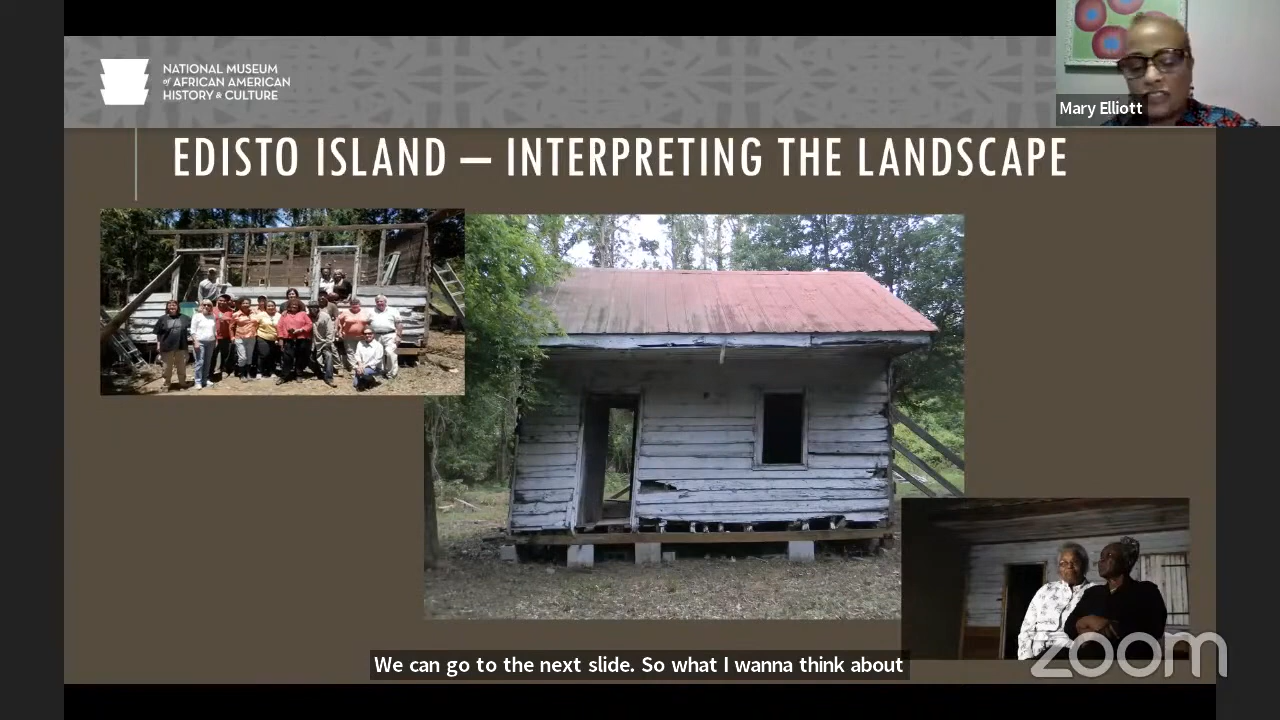 NATIONAL MUSEUM
of AFRICAN AMERICAN
HISTORY & CULTURE
Mary Elliott
EDISTO ISLAND — INTERPRETING THE LANDSCAPE
We can go to the next slide. So what I wanna think about
zoom